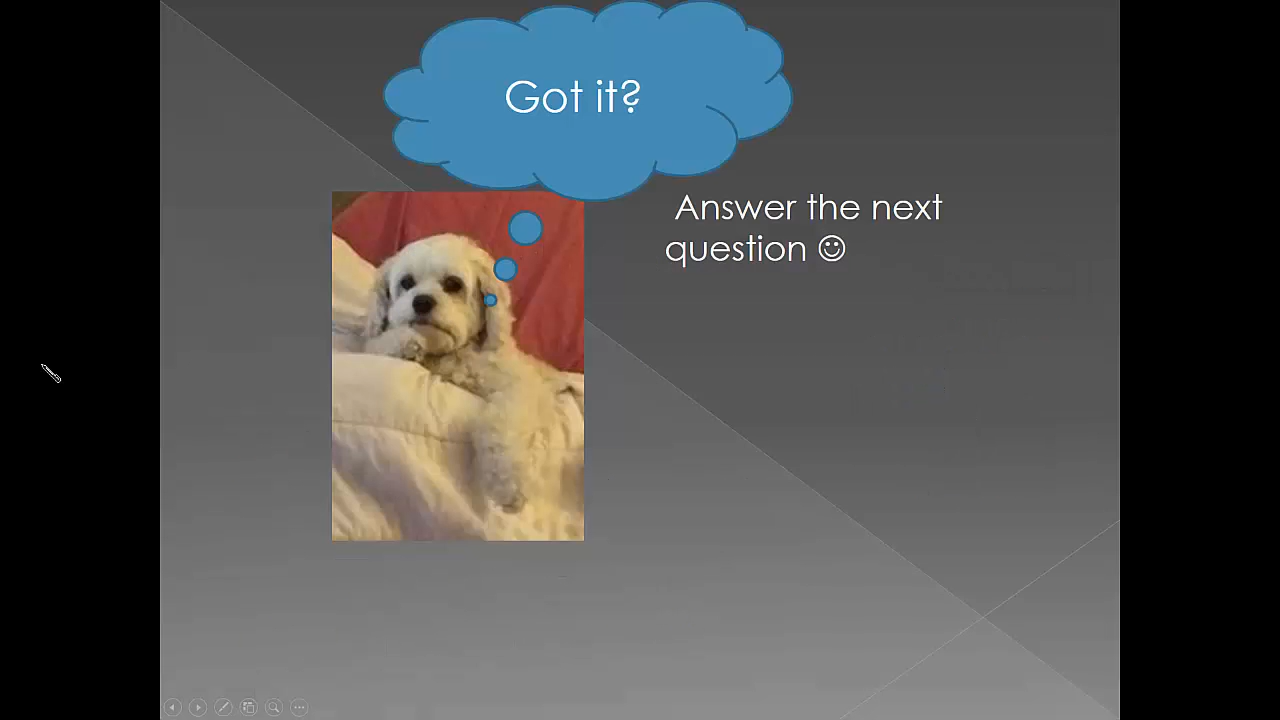 Got it?
Answer the next
question ☺